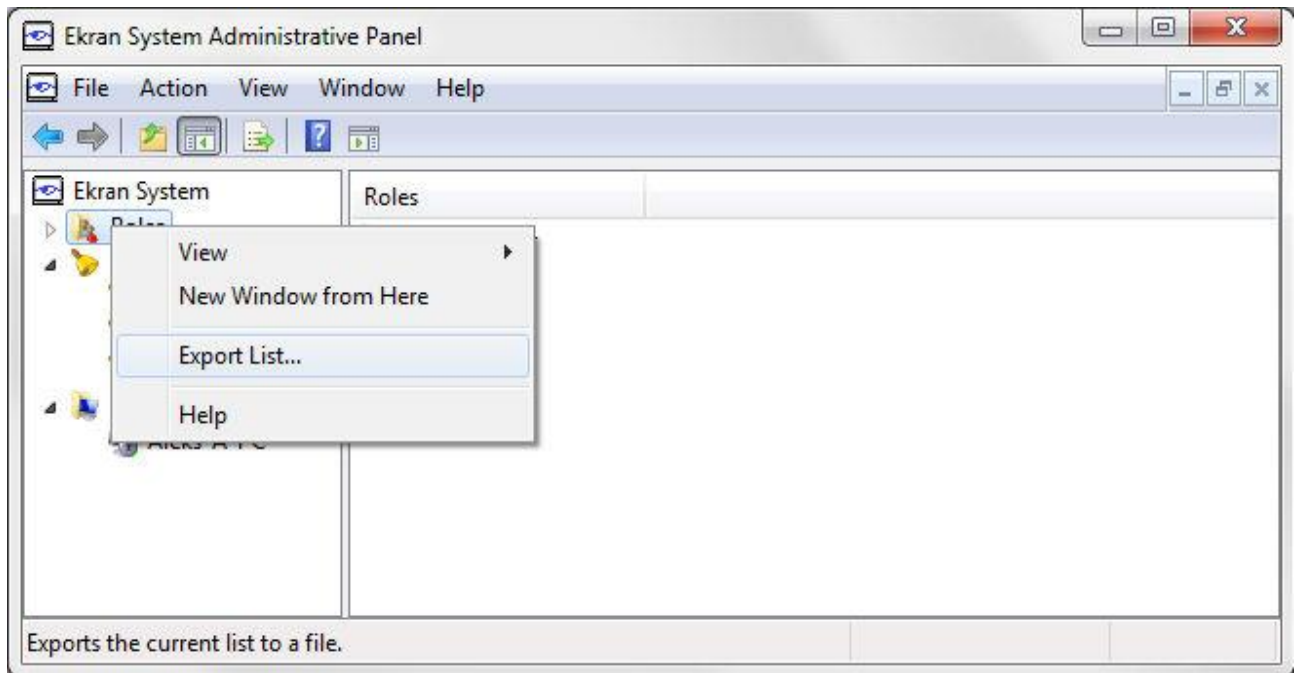 Ekran System Administrative Panel
File Action View Window Help
Ekran System
Roles
Roles
View
New Window from Here
Export List...
Help
Exports the current list to a file.